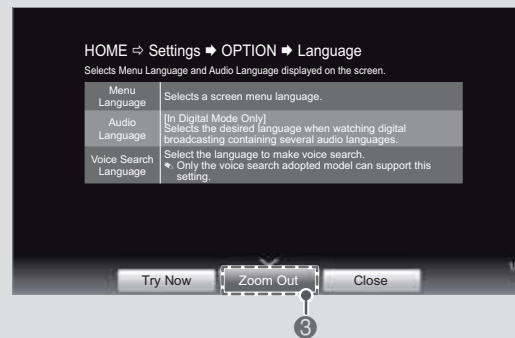 HOME ⇨ Settings ➡ OPTION ➡ Language
Selects Menu Language and Audio Language displayed on the screen.
Menu
Language
Selects a screen menu language.
Audio
Language
[In Digital Mode Only]
Selects the desired language when watching digital
broadcasting containing several audio languages.
Voice Search
Language
Select the language to make voice search.
✎ Only the voice search adopted model can support this
setting.
Try Now
Zoom Out
Close
3